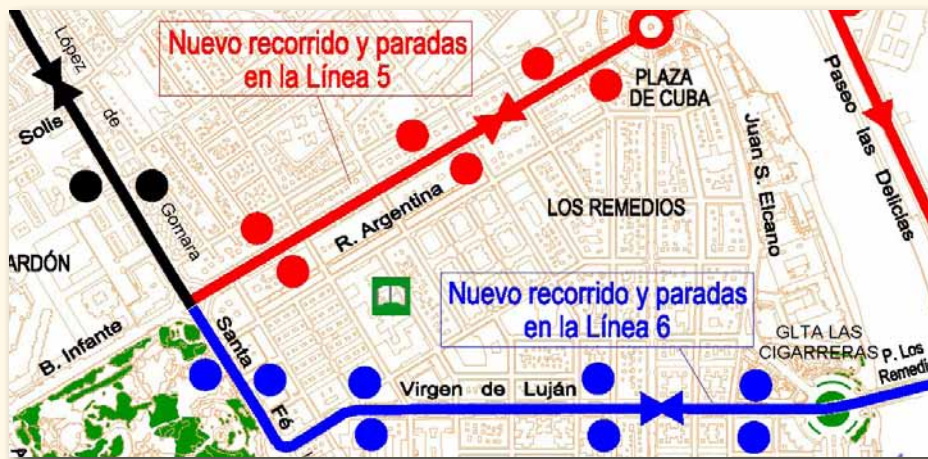 Nuevo recorrido y paradas
en la Línea 5
López
de
Gomara
Solis
PLAZA
DE CUBA
Paseo las Delicias
Juan S. Elcano
LOS REMEDIOS
R. Argentina
ARDÓN
Nuevo recorrido y paradas
en la Línea 6
B. Infante
Santa
Fé
Virgen de Luján
GLTA LAS
CIGARRERAS
P. Los
Remedi